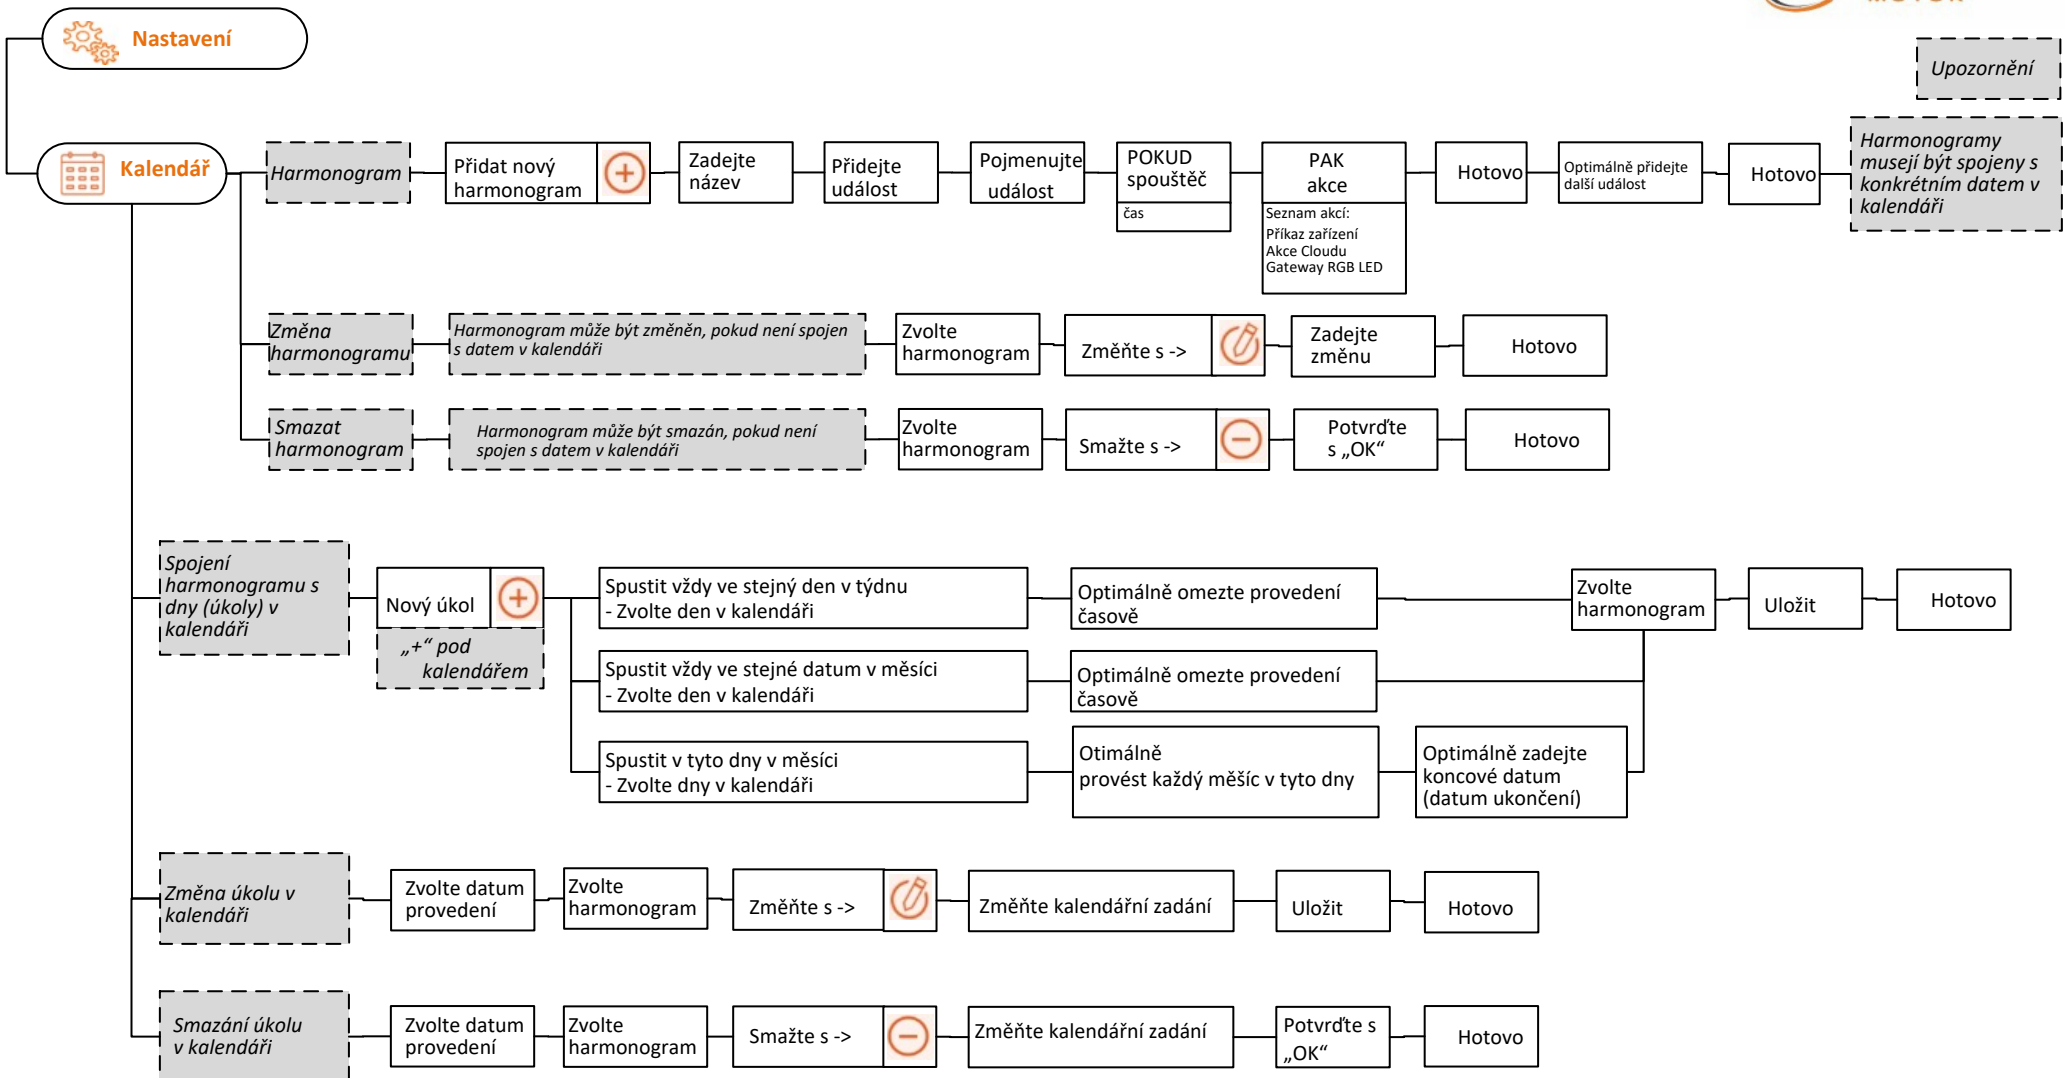 Nastavení
Upozornění
Kalendář
Harmonogram
Přidat nový
harmonogram
Zadejte
název
Přidejte
událost
Pojmenujte
událost
POKUD
spouštěč
čas
PAK
akce
Seznam akcí:
Příkaz zařízení
Akce Cloudu
Gateway RGB LED
Hotovo
Optimálně přidejte
další událost
Hotovo
Harmonogramy
musejí být spojeny s
konkrétním datem v
kalendáři
Změna
harmonogramu
Harmonogram může být změněn, pokud není spojen
s datem v kalendáři
Zvolte
harmonogram
Změňte s ->
Zadejte
změnu
Hotovo
Smazat
harmonogram
Harmonogram může být smazán, pokud není
spojen s datem v kalendáři
Zvolte
harmonogram
Smažte s ->
Potvrďte
s „OK“
Hotovo
Spojení
harmonogramu s
dny (úkoly) v
kalendáři
Nový úkol
„+“ pod
kalendářem
Spustit vždy ve stejný den v týdnu
- Zvolte den v kalendáři
Optimálně omezte provedení
časově
Zvolte
harmonogram
Uložit
Hotovo
Spustit vždy ve stejné datum v měsíci
- Zvolte den v kalendáři
Optimálně omezte provedení
časově
Spustit v tyto dny v měsíci
- Zvolte dny v kalendáři
Otimálně
provést každý měšíc v tyto dny
Optimálně zadejte
koncové datum
(datum ukončení)
Změna úkolu v
kalendáři
Zvolte datum
provedení
Zvolte
harmonogram
Změňte s ->
Změňte kalendářní zadání
Uložit
Hotovo
Smazání úkolu
v kalendáři
Zvolte datum
provedení
Zvolte
harmonogram
Smažte s ->
Změňte kalendářní zadání
Potvrďte s
„OK“
Hotovo